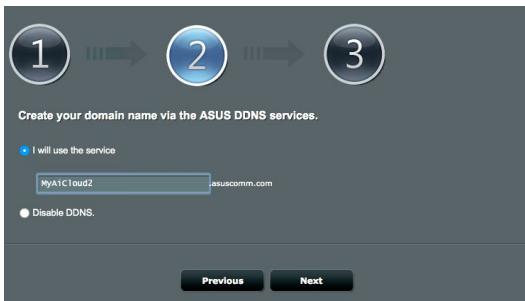 1 2 3
Create your domain name via the ASUS DDNS services.
I will use the service
MyAiCloud2 .asuscomm.com
Disable DDNS.
Previous Next